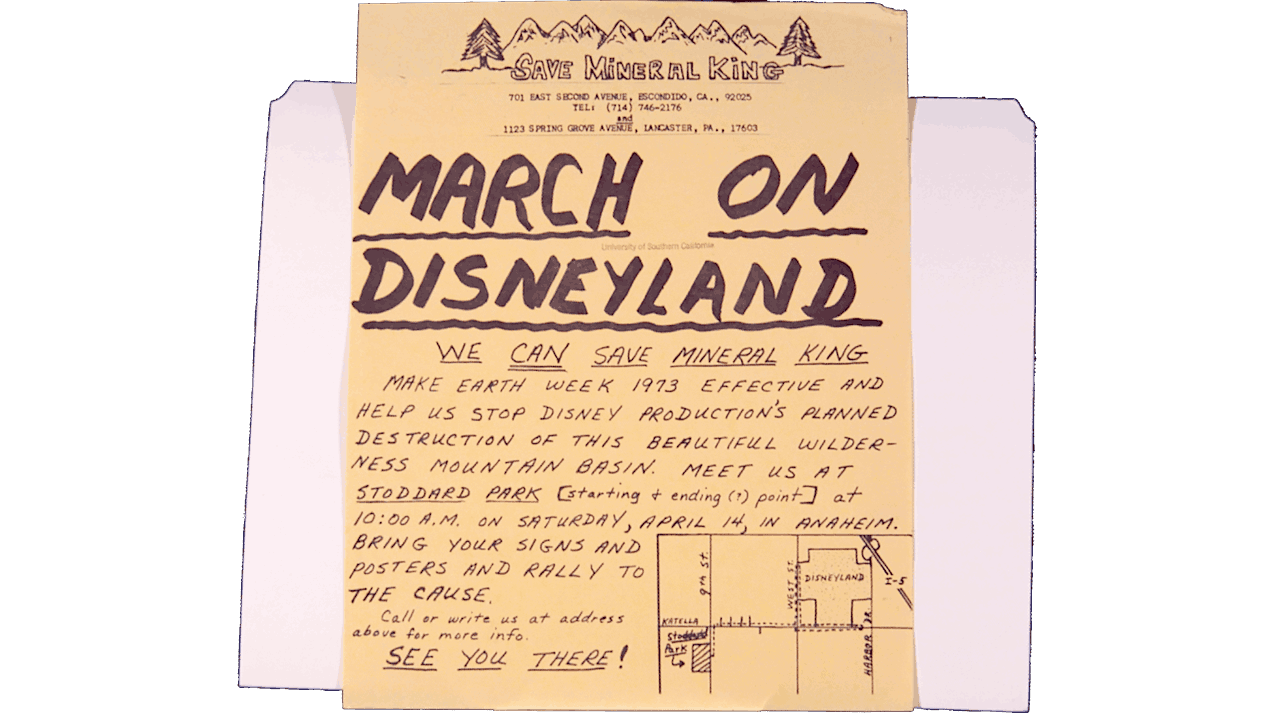 SAVE MINERAL KING
701 EAST SECOND AVENUE, ESCONDIDO, CA., 92025
TEL: (714) 746-2176
and
1123 SPRING GROVE AVENUE, LANCASTER, PA., 17603
MARCH ON
University of Southern California
DISNEYLAND
WE CAN SAVE MINERAL KING
MAKE EARTH WEEK 1973 EFFECTIVE AND
HELP US STOP DISNEY PRODUCTION'S PLANNED
DESTRUCTION OF THIS BEAUTIFUL WILDER-
NESS MOUNTAIN BASIN. MEET US AT
STODDARD PARK [starting & ending (?) point] at
10:00 A.M. ON SATURDAY, APRIL 14, IN ANAHEIM.
BRING YOUR SIGNS AND
POSTERS AND RALLY TO
THE CAUSE.
Call or write us at address
above for more info.
SEE YOU THERE!
9TH ST.
WEST ST.
DISNEYLAND
I-5
KATELLA
HARBOR DR.
Stoddard
Park